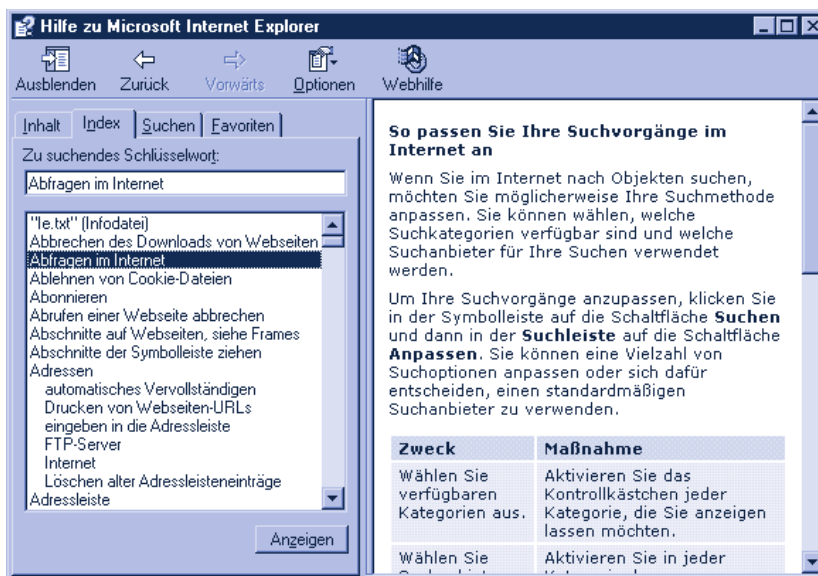 Hilfe zu Microsoft Internet Explorer
Ausblenden Zurück Vorwärts Optionen Webhilfe
Inhalt Index Suchen Favoriten
Zu suchendes Schlüsselwort:
Abfragen im Internet
"Ie.txt" (Infodatei)
Abbrechen des Downloads von Webseiten
Abfragen im Internet
Ablehnen von Cookie-Dateien
Abonnieren
Abrufen einer Webseite abbrechen
Abschnitte auf Webseiten, siehe Frames
Abschnitte der Symbolleiste ziehen
Adressen
automatisches Vervollständigen
Drucken von Webseiten-URLs
eingeben in die Adressleiste
FTP-Server
Internet
Löschen alter Adressleisteneinträge
Adressleiste
Anzeigen
So passen Sie Ihre Suchvorgänge im
Internet an
Wenn Sie im Internet nach Objekten suchen,
möchten Sie möglicherweise Ihre Suchmethode
anpassen. Sie können wählen, welche
Suchkategorien verfügbar sind und welche
Suchanbieter für Ihre Suchen verwendet
werden.
Um Ihre Suchvorgänge anzupassen, klicken Sie
in der Symbolleiste auf die Schaltfläche Suchen
und dann in der Suchleiste auf die Schaltfläche
Anpassen. Sie können eine Vielzahl von
Suchoptionen anpassen oder sich dafür
entscheiden, einen standardmäßigen
Suchanbieter zu verwenden.
Zweck Maßnahme
Wählen Sie Aktivieren Sie das
verfügbaren Kontrollkästchen jeder
Kategorien aus. Kategorie, die Sie anzeigen
lassen möchten.
Wählen Sie Aktivieren Sie in jeder